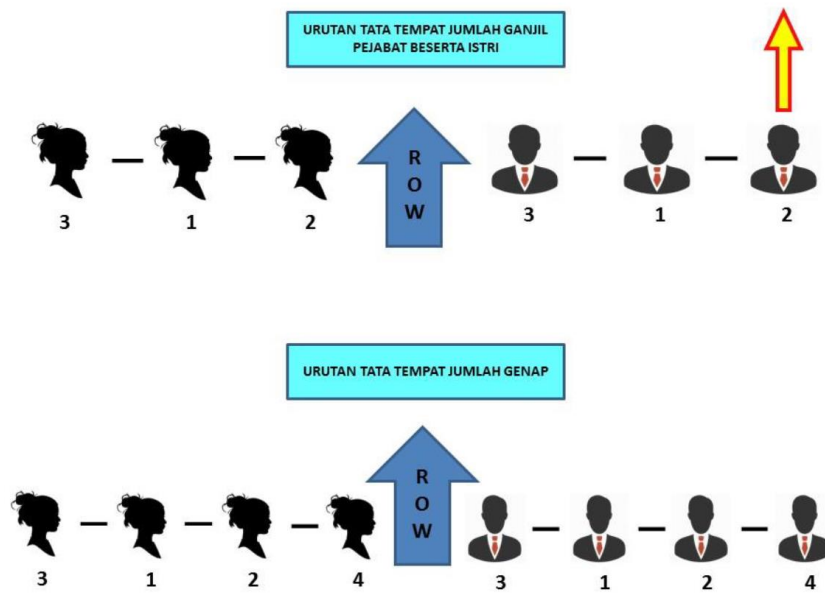 URUTAN TATA TEMPAT JUMLAH GANJIL
PEJABAT BESERTA ISTRI
R
O
W
3 1 2 3 1 2
URUTAN TATA TEMPAT JUMLAH GENAP
R
O
W
3 1 2 4 3 1 2 4